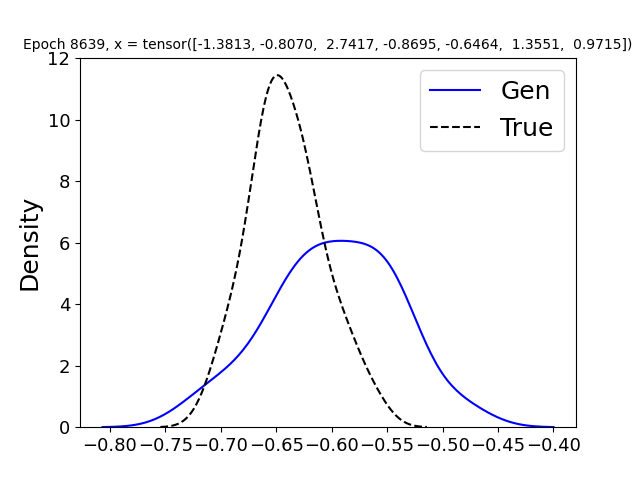 Epoch 8639, x = tensor([-1.3813, -0.8070,  2.7417, -0.8695, -0.6464,  1.3551,  0.9715])
12
10
8
6
4
2
0
Density
Gen
True
−0.80 −0.75 −0.70 −0.65 −0.60 −0.55 −0.50 −0.45 −0.40